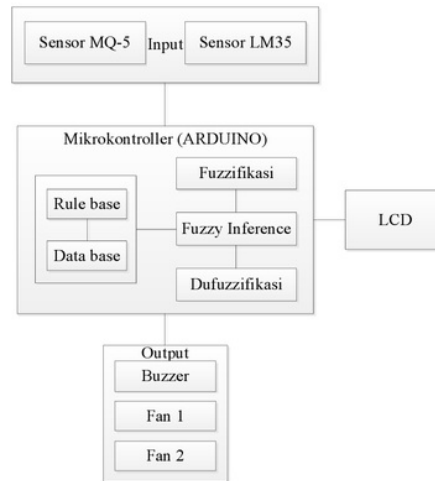 Sensor MQ-5
Input
Sensor LM35
Mikrokontroller (ARDUINO)
Fuzzifikasi
Rule base
Fuzzy Inference
Data base
Dufuzzifikasi
LCD
Output
Buzzer
Fan 1
Fan 2